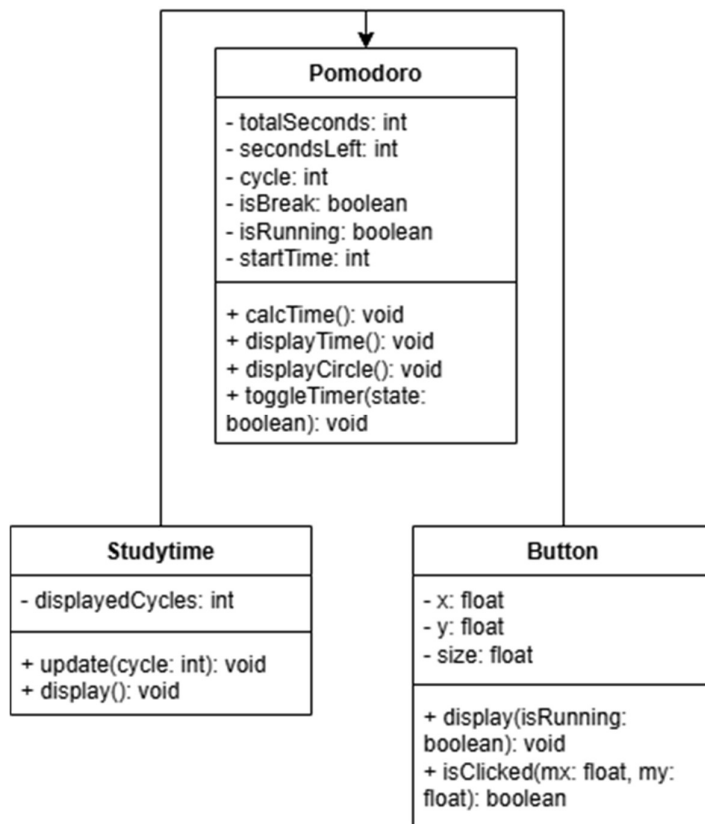 Pomodoro
- totalSeconds: int
- secondsLeft: int
- cycle: int
- isBreak: boolean
- isRunning: boolean
- startTime: int
+ calcTime(): void
+ displayTime(): void
+ displayCircle(): void
+ toggleTimer(state:
boolean): void
Studytime
- displayedCycles: int
+ update(cycle: int): void
+ display(): void
Button
- x: float
- y: float
- size: float
+ display(isRunning:
boolean): void
+ isClicked(mx: float, my:
float): boolean